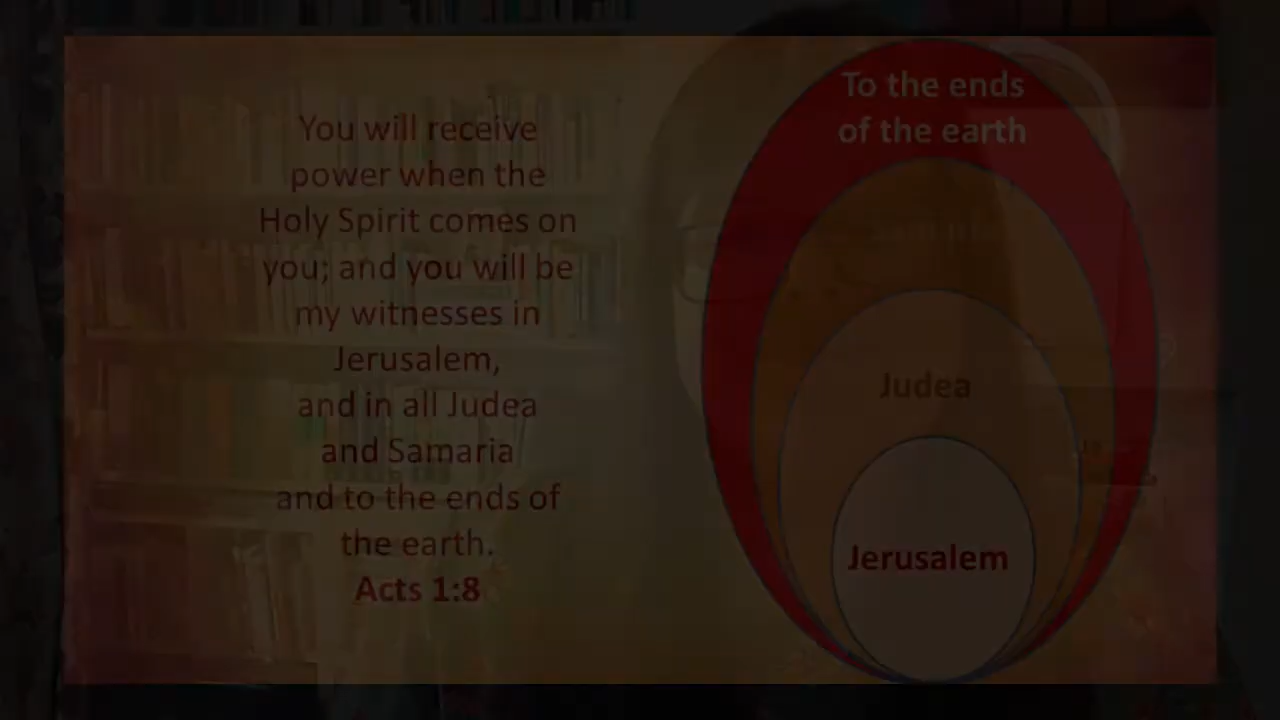 You will receive
power when the
Holy Spirit comes on
you; and you will be
my witnesses in
Jerusalem,
and in all Judea
and Samaria
and to the ends of
the earth.
Acts 1:8
To the ends
of the earth
Judea
Jerusalem